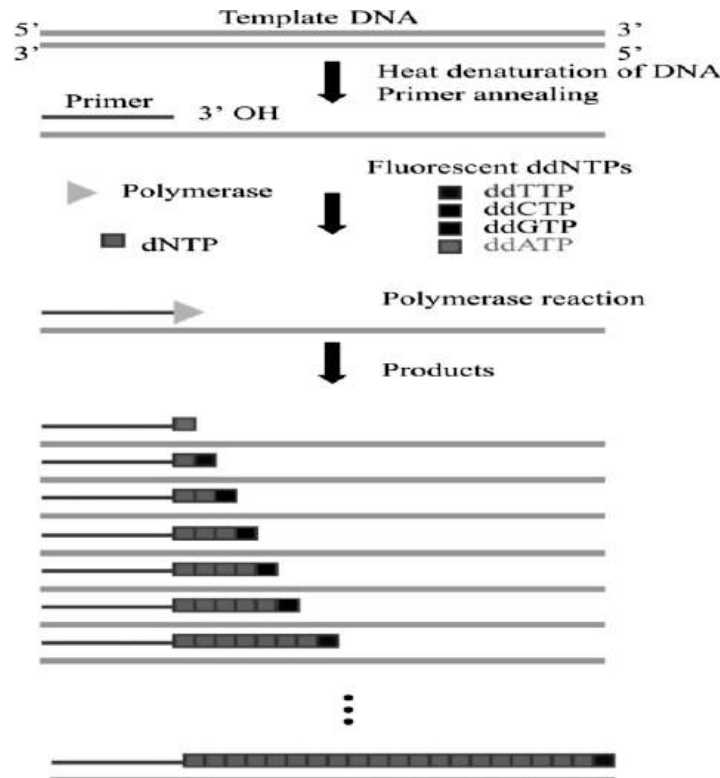 Template DNA
5’ 3’
3’ 5’
Heat denaturation of DNA
Primer annealing
Primer
3’ OH
Fluorescent ddNTPs
Polymerase
ddTTP
ddCTP
ddGTP
dNTP
ddATP
Polymerase reaction
Products